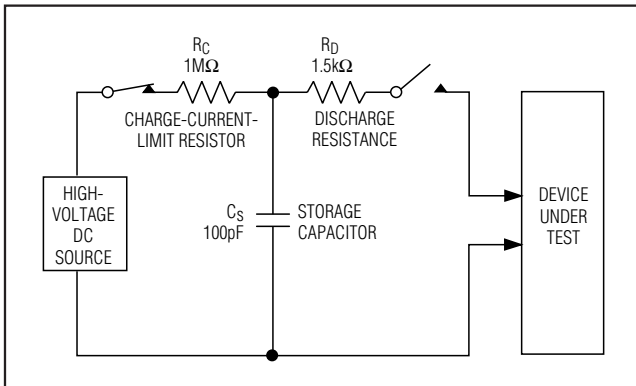 R_C
1MΩ
CHARGE-CURRENT-
LIMIT RESISTOR
R_D
1.5kΩ
DISCHARGE
RESISTANCE
HIGH-
VOLTAGE
DC
SOURCE
C_S
100pF
STORAGE
CAPACITOR
DEVICE
UNDER
TEST